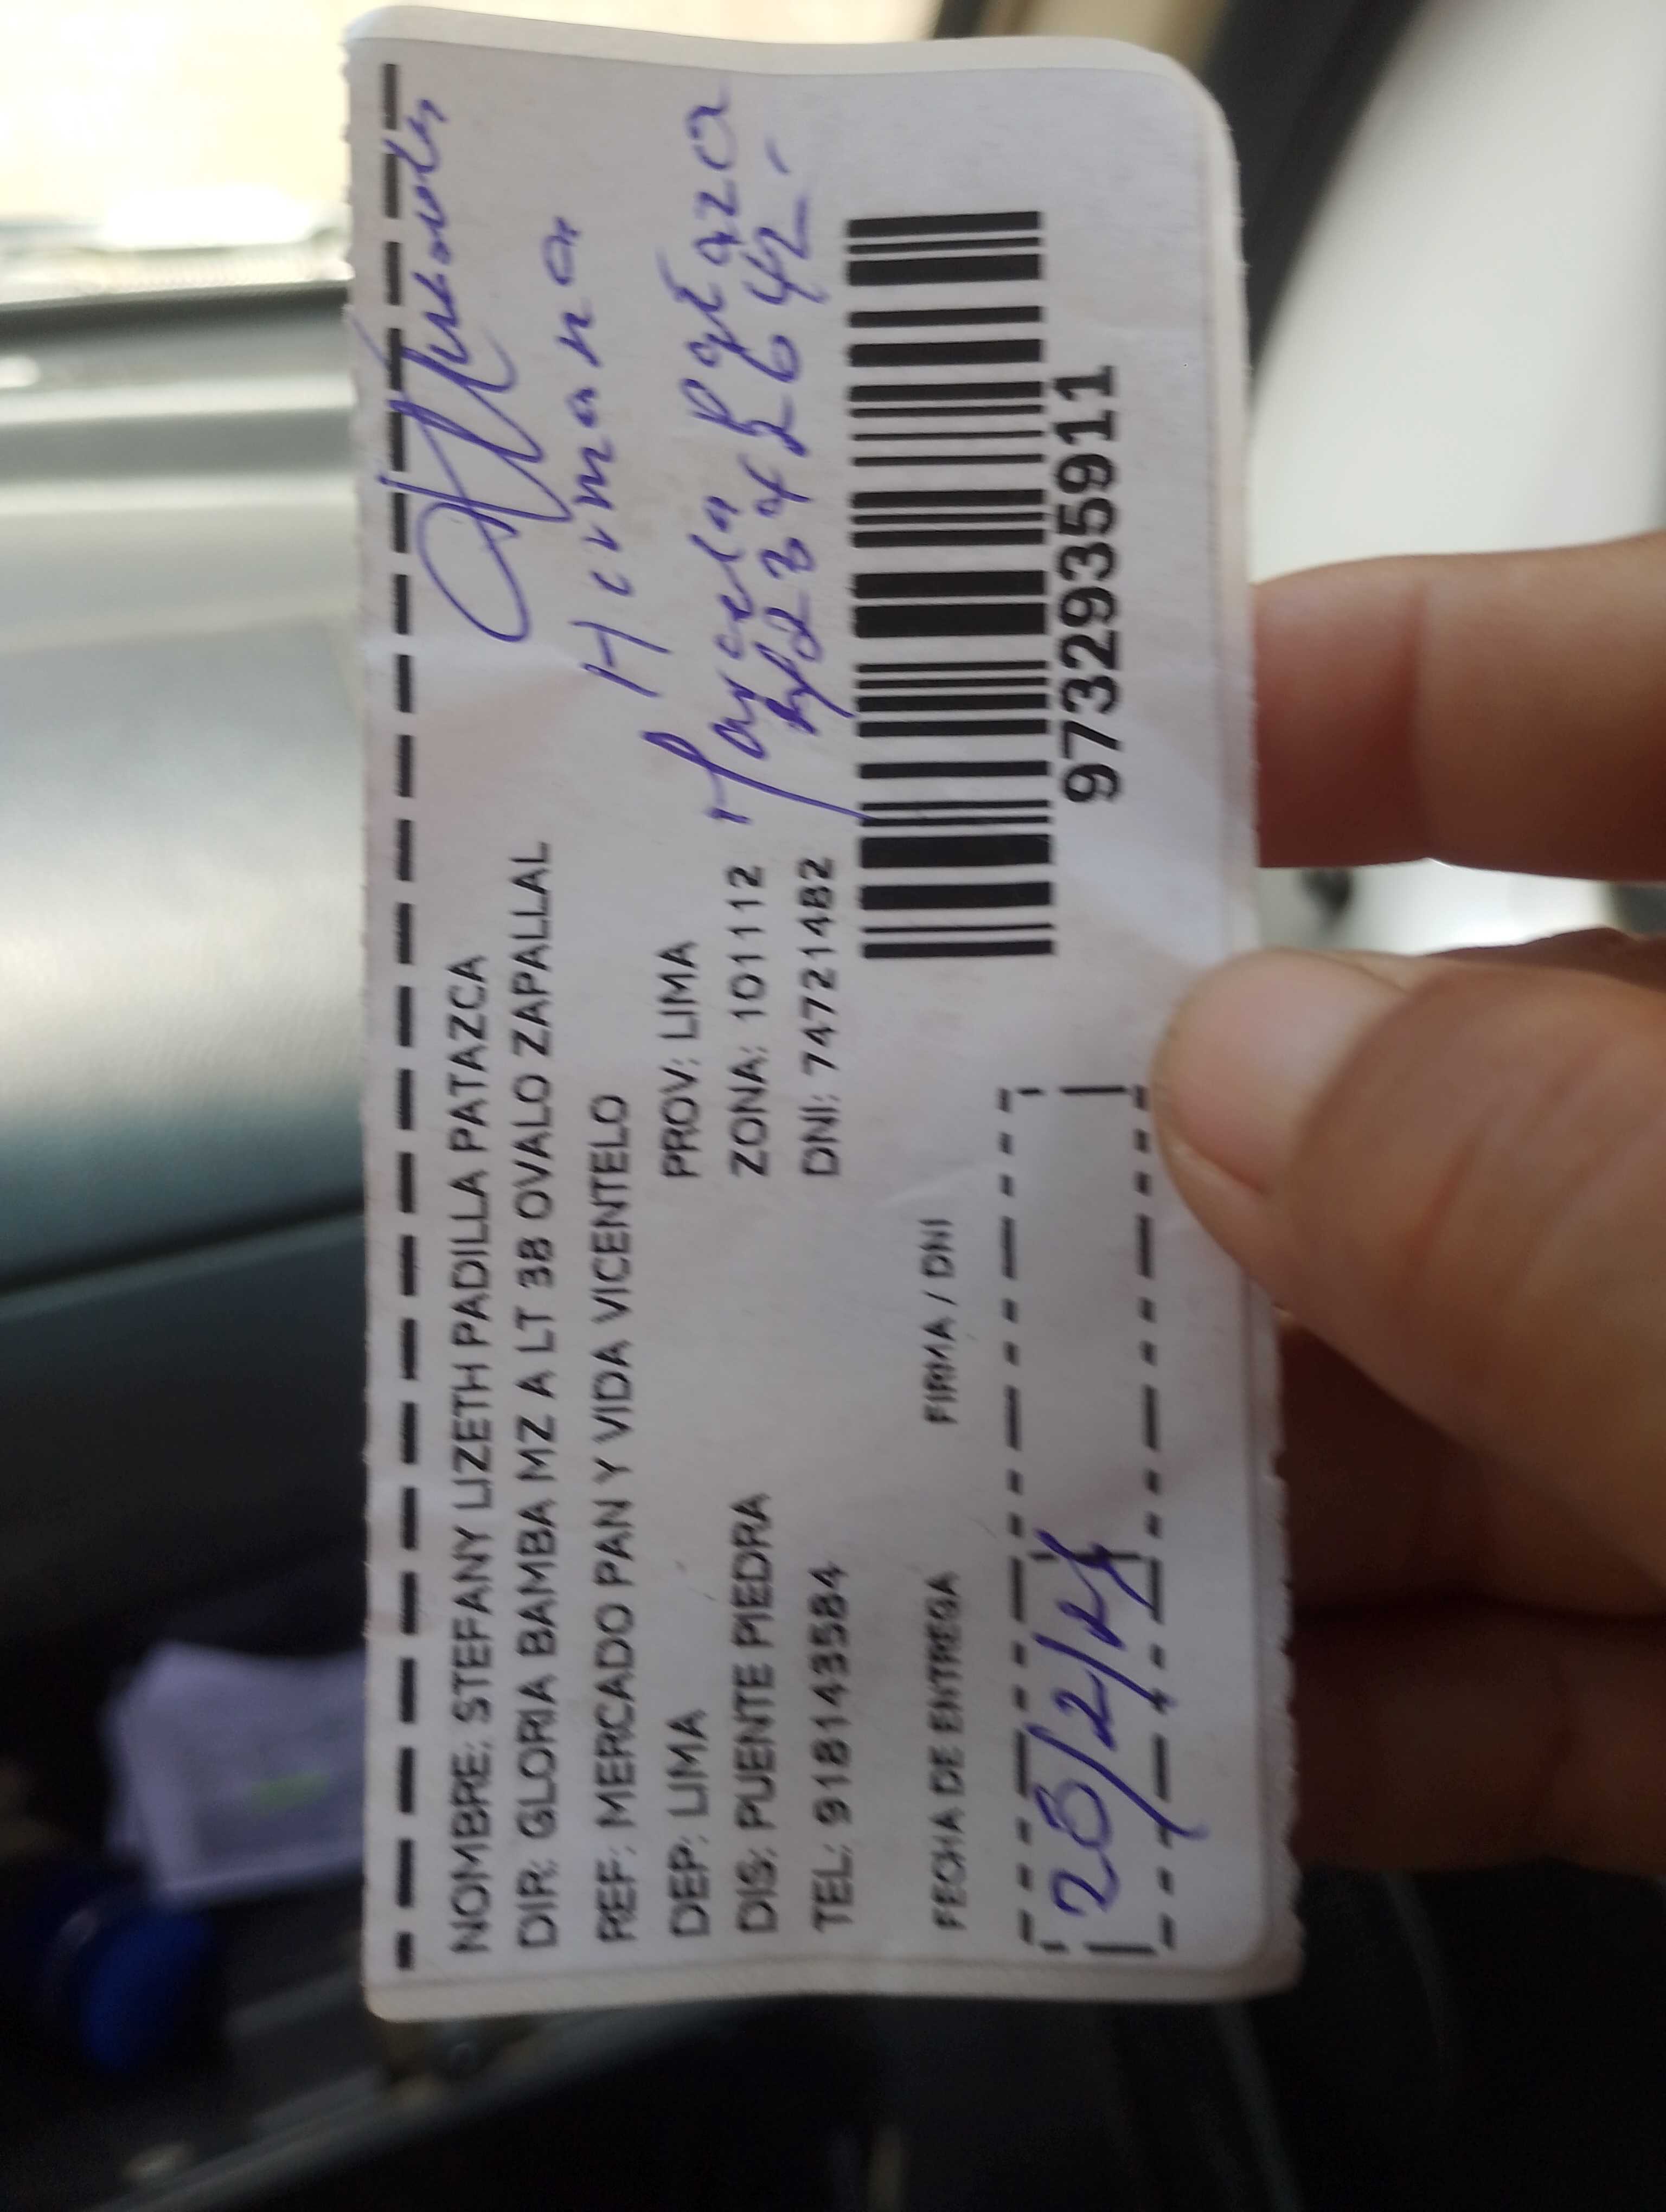 NOMBRE: STEFANY LIZETH PADILLA PATAZCA
DIR: GLORIA BAMBA MZ A LT 38 OVALO ZAPALLAL
REF: MERCADO PAN Y VIDA VICENTELO
DEP: LIMA PROV: LIMA
DIS: PUENTE PIEDRA ZONA: 101112
TEL: 918143584 DNI: 74721482
Hermana
FECHA DE ENTREGA FIRMA / DNI
28/2/24
9732935911